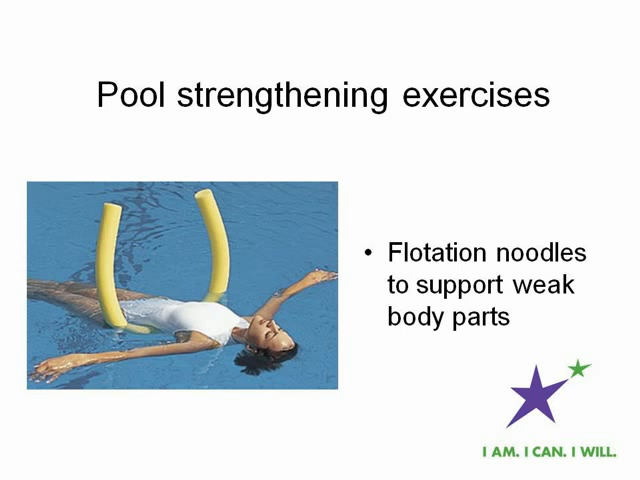 Pool strengthening exercises
• Flotation noodles
to support weak
body parts
I AM. I CAN. I WILL.